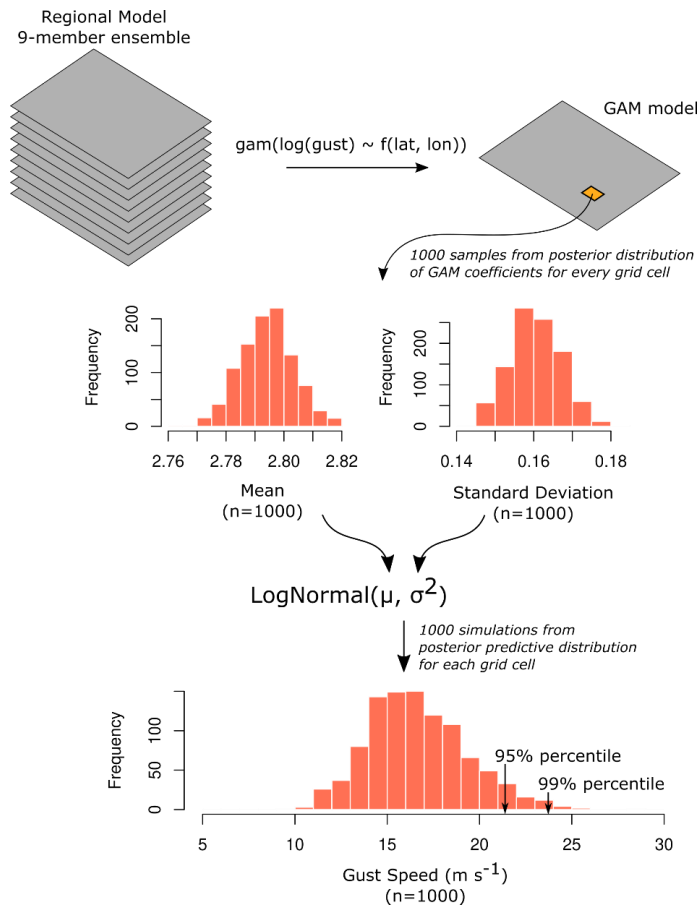 Regional Model
9-member ensemble
GAM model
gam(log(gust) ~ f(lat, lon))
1000 samples from posterior distribution
of GAM coefficients for every grid cell
Frequency
0
100
200
2.76
2.78
2.80
2.82
Mean
(n=1000)
Frequency
0
100
200
0.14
0.16
0.18
Standard Deviation
(n=1000)
LogNormal(μ, σ²)
1000 simulations from
posterior predictive distribution
for each grid cell
Frequency
0
50
100
95% percentile
99% percentile
5
10
15
20
25
30
Gust Speed (m s⁻¹)
(n=1000)